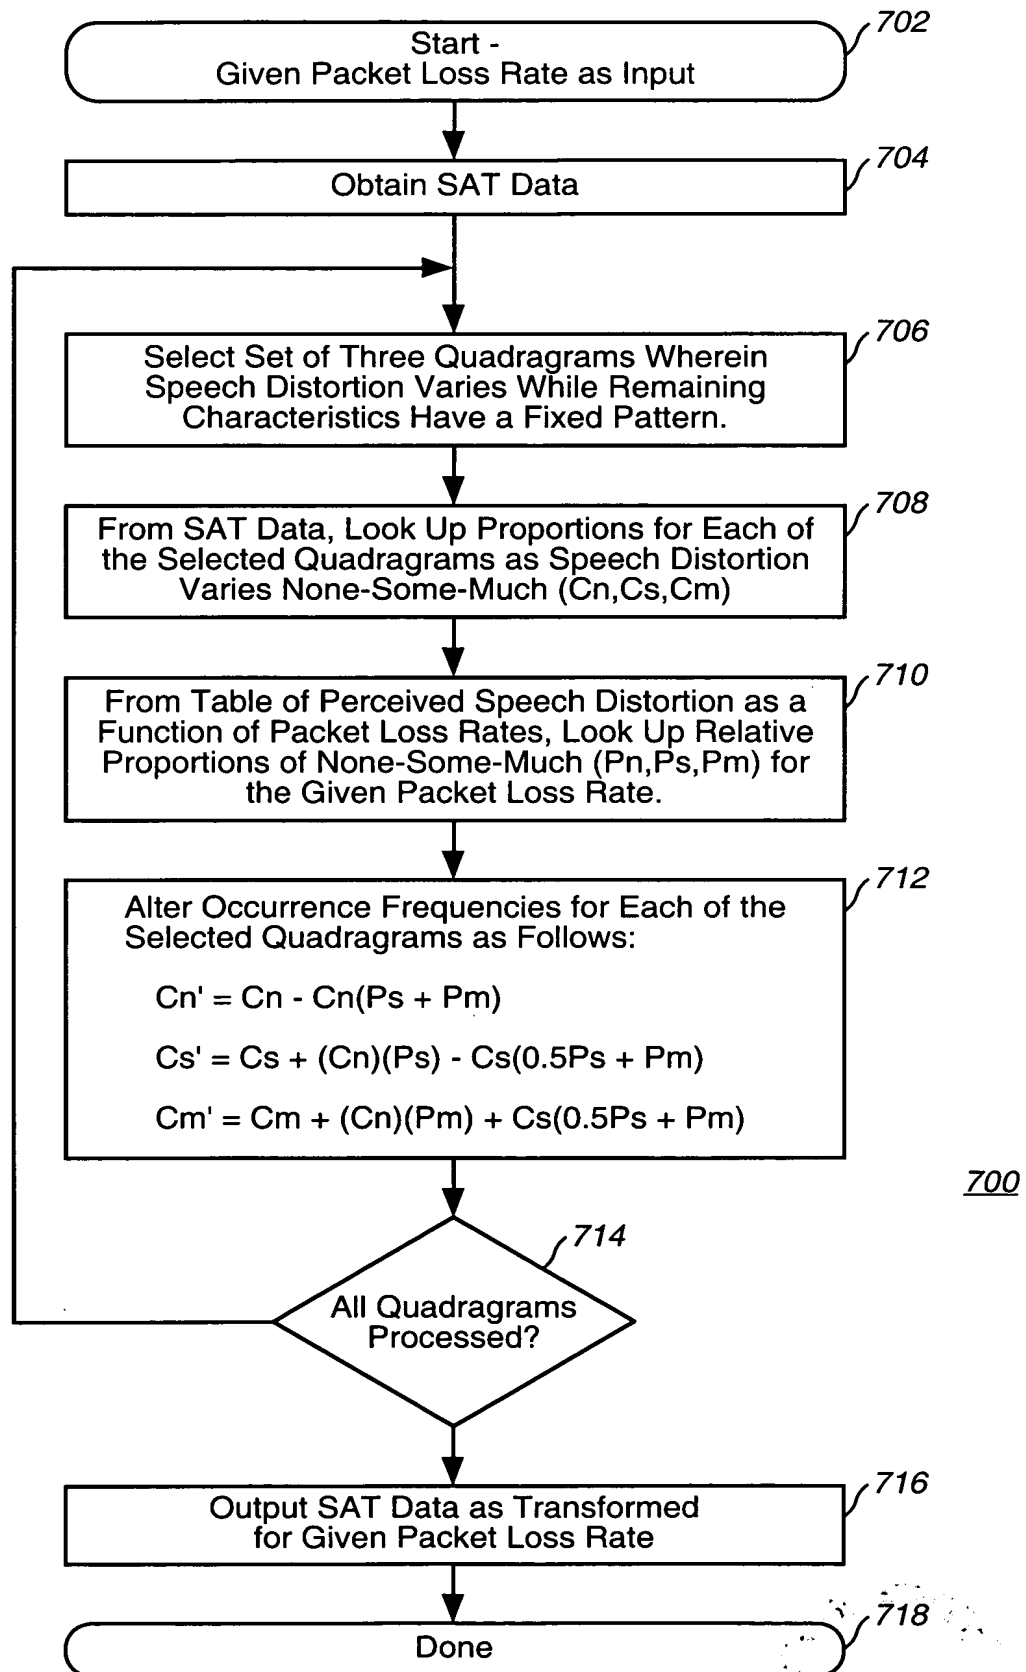 702
Start -
Given Packet Loss Rate as Input
704
Obtain SAT Data
706
Select Set of Three Quadragrams Wherein
Speech Distortion Varies While Remaining
Characteristics Have a Fixed Pattern.
708
From SAT Data, Look Up Proportions for Each of
the Selected Quadragrams as Speech Distortion
Varies None-Some-Much (Cn,Cs,Cm)
710
From Table of Perceived Speech Distortion as a
Function of Packet Loss Rates, Look Up Relative
Proportions of None-Some-Much (Pn,Ps,Pm) for
the Given Packet Loss Rate.
712
Alter Occurrence Frequencies for Each of the
Selected Quadragrams as Follows:
Cn' = Cn - Cn(Ps + Pm)
Cs' = Cs + (Cn)(Ps) - Cs(0.5Ps + Pm)
Cm' = Cm + (Cn)(Pm) + Cs(0.5Ps + Pm)
700
714
All Quadragrams
Processed?
716
Output SAT Data as Transformed
for Given Packet Loss Rate
718
Done